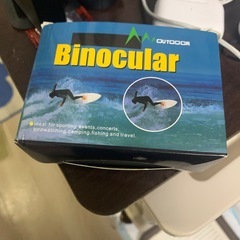 OUTDOOR
Binocular
Ideal for sporting events, concerts,
birdwatching, camping, fishing and travel.